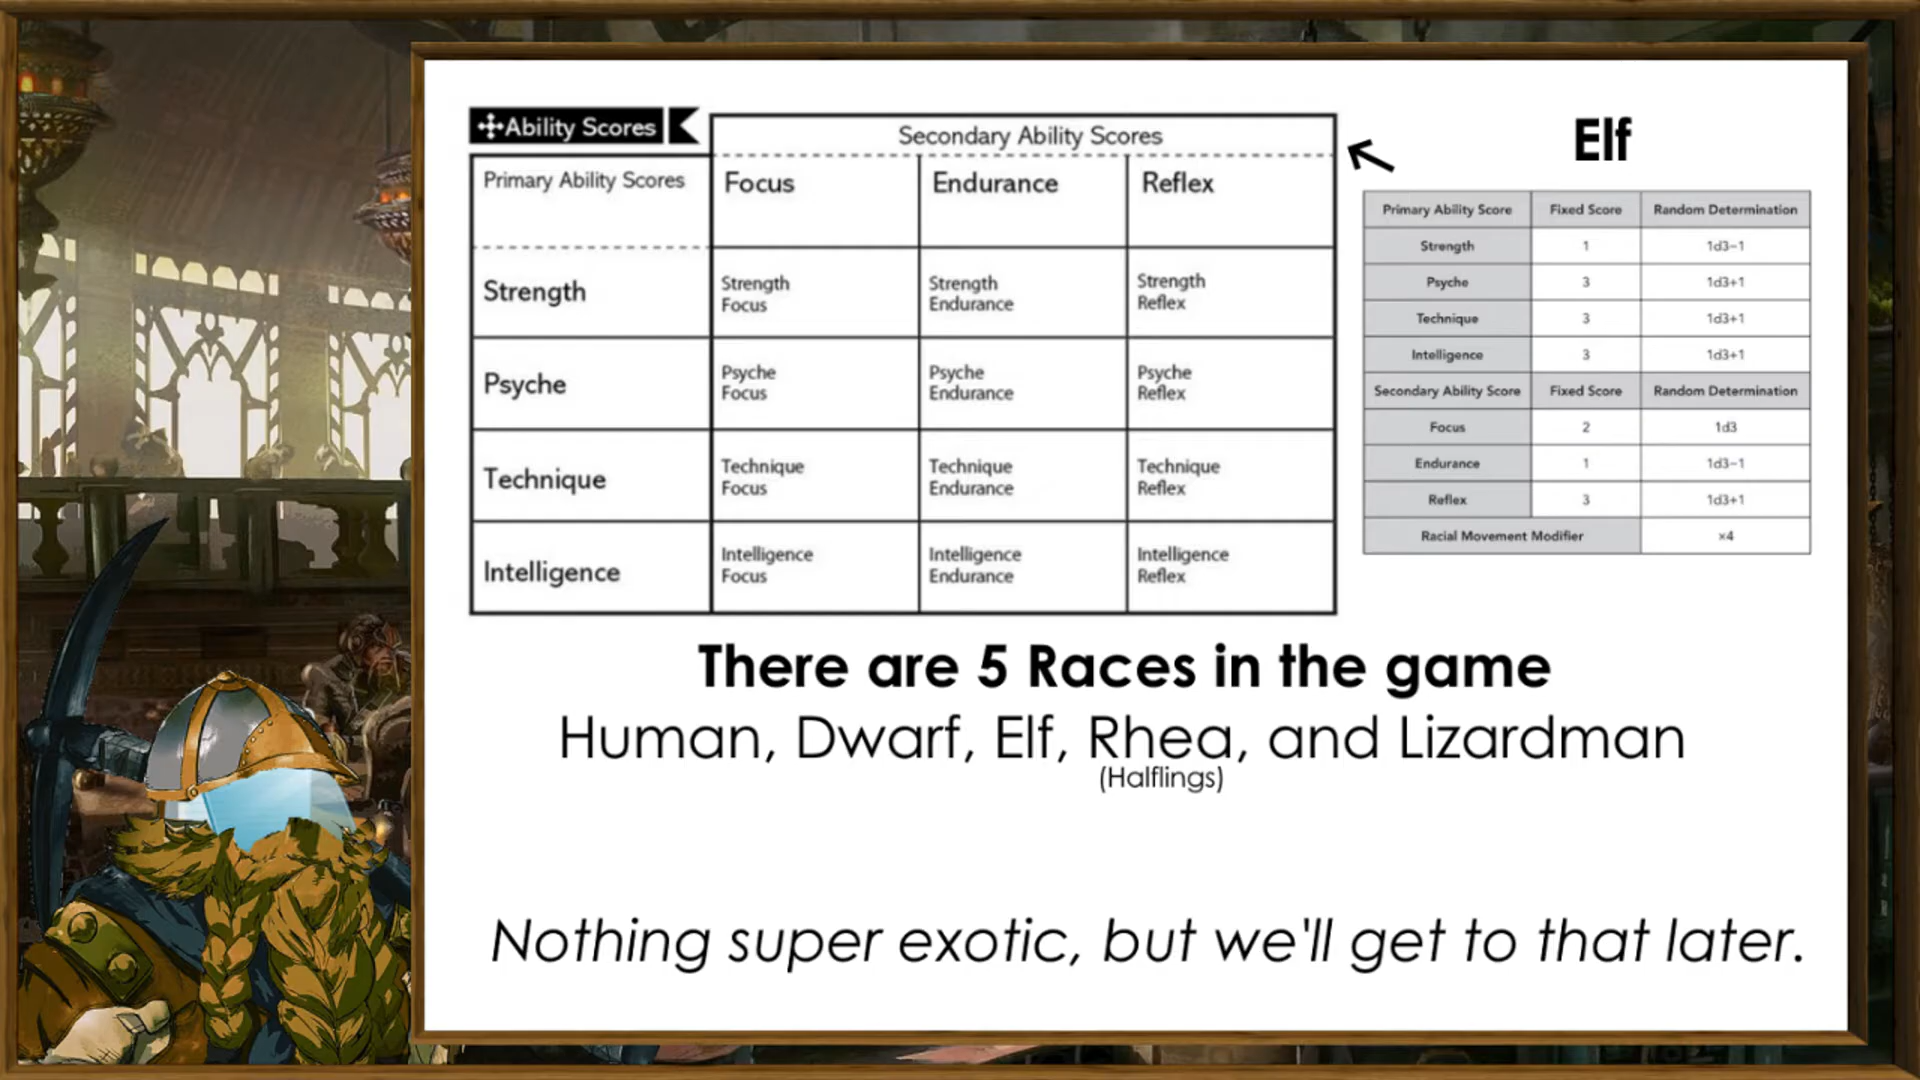 Ability Scores
Secondary Ability Scores
Primary Ability Scores
Focus
Endurance
Reflex
Strength
Strength
Focus
Strength
Endurance
Strength
Reflex
Psyche
Psyche
Focus
Psyche
Endurance
Psyche
Reflex
Technique
Technique
Focus
Technique
Endurance
Technique
Reflex
Intelligence
Intelligence
Focus
Intelligence
Endurance
Intelligence
Reflex
Elf
Primary Ability Score Fixed Score Random Determination
Strength 1 1d3−1
Psyche 3 1d3+1
Technique 3 1d3+1
Intelligence 3 1d3+1
Secondary Ability Score Fixed Score Random Determination
Focus 2 1d3
Endurance 1 1d3−1
Reflex 3 1d3+1
Racial Movement Modifier ×4
There are 5 Races in the game
Human, Dwarf, Elf, Rhea, and Lizardman
(Halflings)
Nothing super exotic, but we'll get to that later.